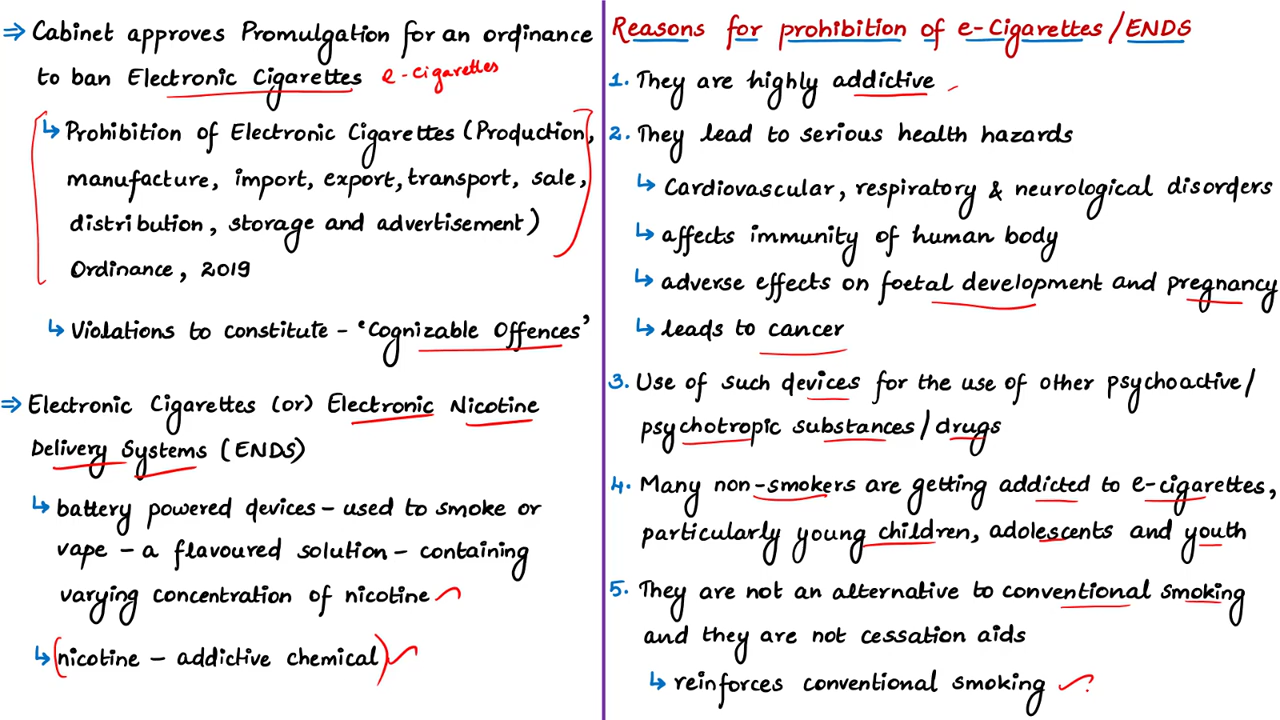 ⇒ Cabinet approves Promulgation for an ordinance
to ban Electronic Cigarettes e-cigarettes
↳ Prohibition of Electronic Cigarettes (Production,
manufacture, import, export, transport, sale,
distribution, storage and advertisement)
Ordinance, 2019
↳ Violations to constitute - 'Cognizable Offences'
⇒ Electronic Cigarettes (or) Electronic Nicotine
Delivery Systems (ENDS)
↳ battery powered devices - used to smoke or
vape - a flavoured solution - containing
varying concentration of nicotine
↳ (nicotine - addictive chemical)
Reasons for prohibition of e-Cigarettes/ENDS
1. They are highly addictive
2. They lead to serious health hazards
↳ Cardiovascular, respiratory & neurological disorders
↳ affects immunity of human body
↳ adverse effects on foetal development and pregnancy
↳ leads to cancer
3. Use of such devices for the use of other psychoactive/
psychotropic substances/drugs
4. Many non-smokers are getting addicted to e-cigarettes,
particularly young children, adolescents and youth
5. They are not an alternative to conventional smoking
and they are not cessation aids
↳ reinforces conventional smoking